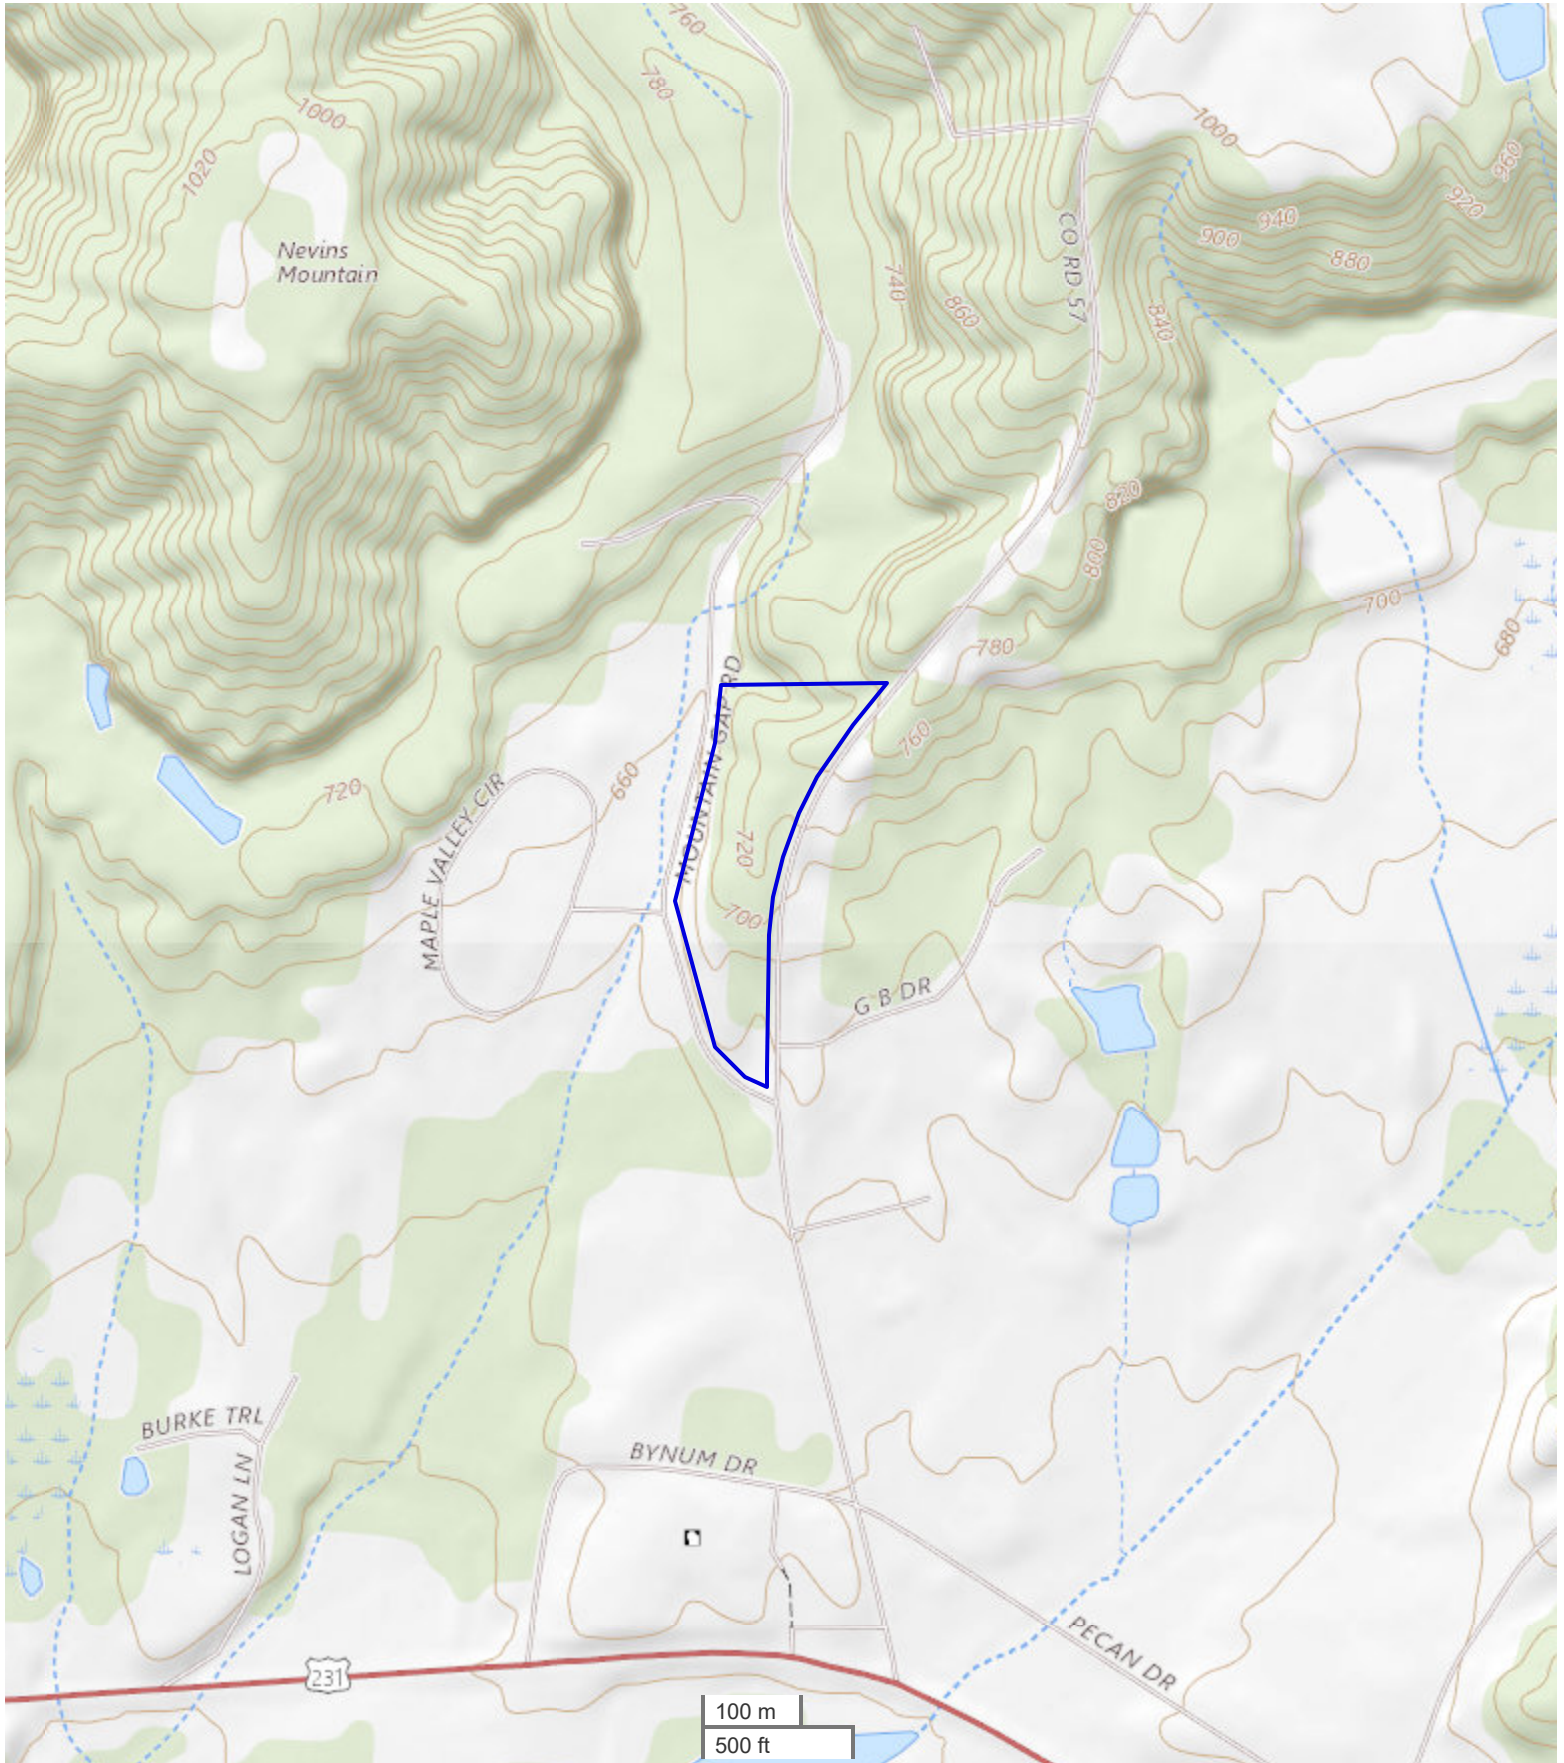 760
780
1000
1020
1000
960
920
940
900
880
Nevins
Mountain
CO RD 57
740
860
840
820
800
700
680
780
MOUNTAIN GAP RD
760
660
720
MAPLE VALLEY CIR
720
700
G B DR
BURKE TRL
LOGAN LN
BYNUM DR
PECAN DR
231
100 m
500 ft